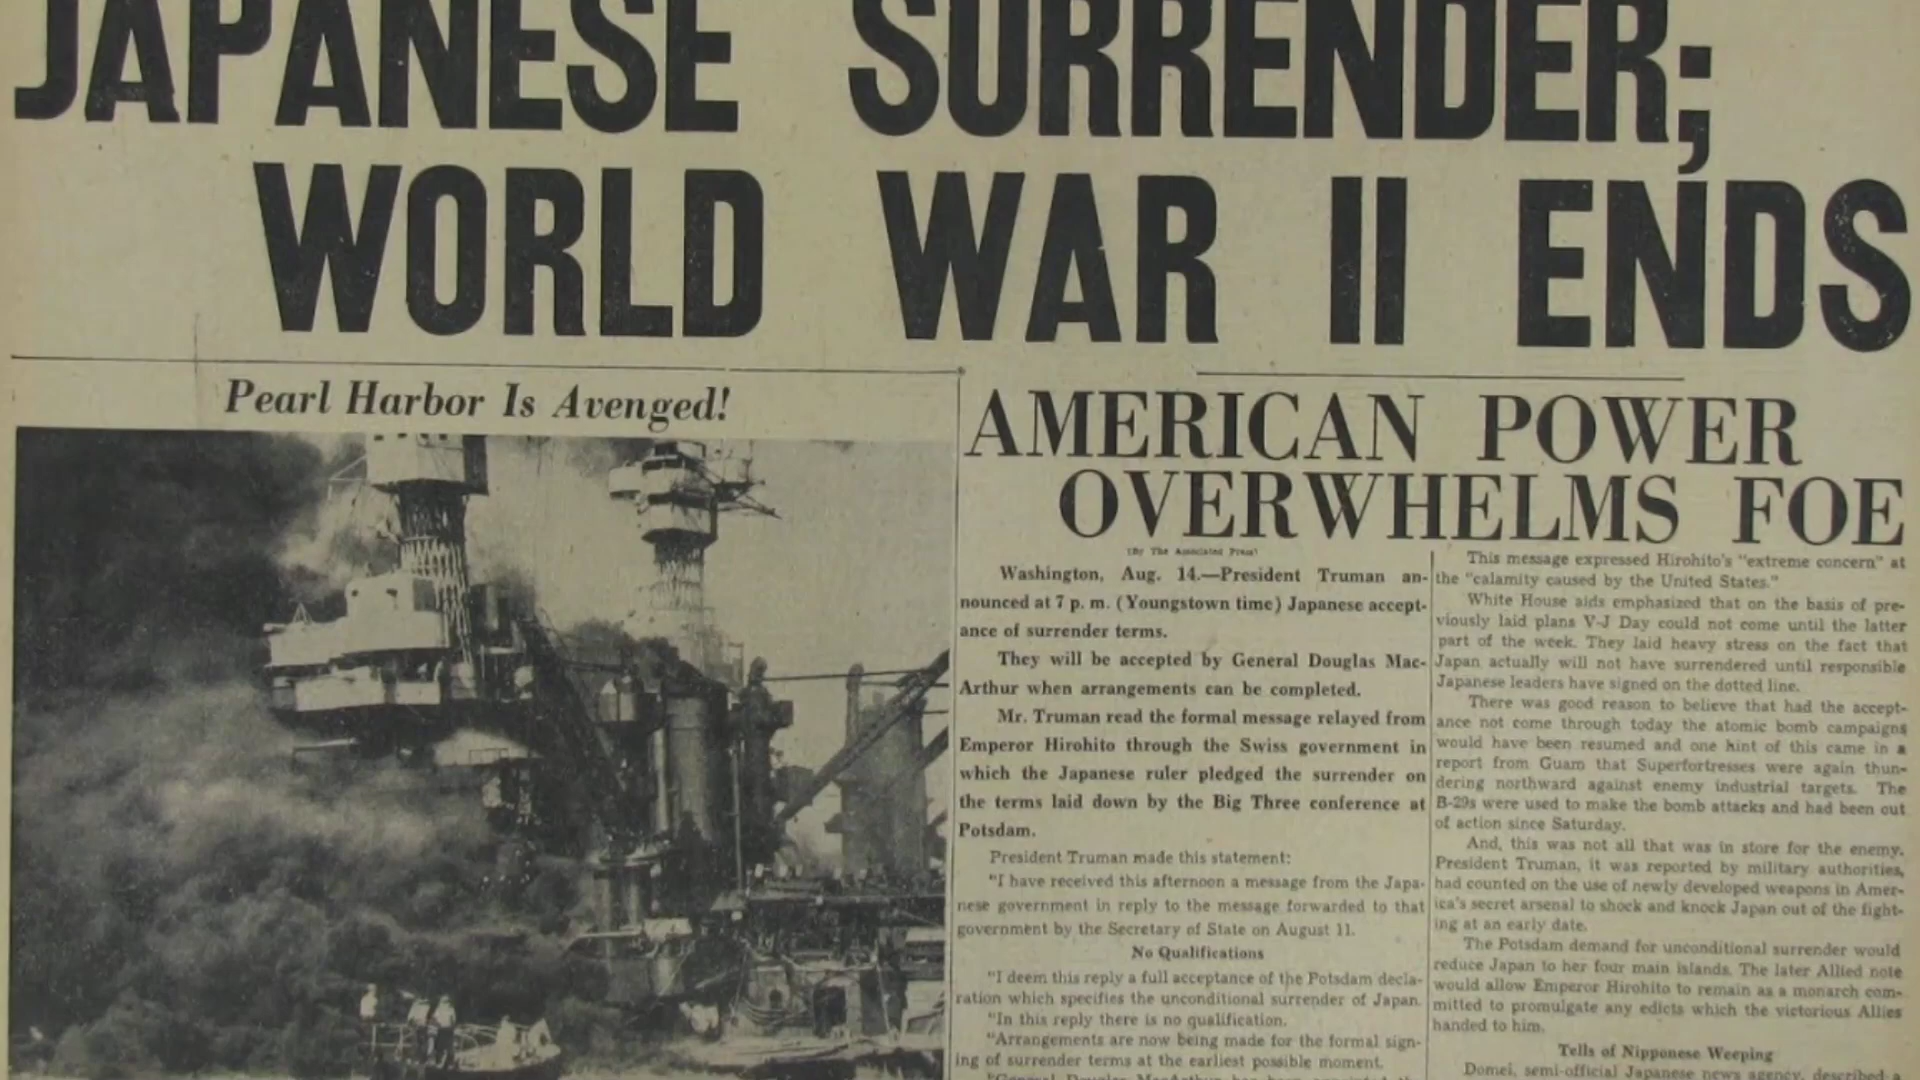 JAPANESE SURRENDER;
WORLD WAR II ENDS
Pearl Harbor Is Avenged!
AMERICAN POWER
OVERWHELMS FOE
(By The Associated Press)
Washington, Aug. 14.—President Truman an-
nounced at 7 p. m. (Youngstown time) Japanese accept-
ance of surrender terms.
They will be accepted by General Douglas Mac-
Arthur when arrangements can be completed.
Mr. Truman read the formal message relayed from
Emperor Hirohito through the Swiss government in
which the Japanese ruler pledged the surrender on
the terms laid down by the Big Three conference at
Potsdam.
President Truman made this statement:
"I have received this afternoon a message from the Japa-
nese government in reply to the message forwarded to that
government by the Secretary of State on August 11.
No Qualifications
"I deem this reply a full acceptance of the Potsdam decla-
ration which specifies the unconditional surrender of Japan.
"In this reply there is no qualification.
"Arrangements are now being made for the formal sign-
ing of surrender terms at the earliest possible moment.
"General Douglas MacArthur has been appointed the
This message expressed Hirohito's "extreme concern" at
the "calamity caused by the United States."
White House aids emphasized that on the basis of pre-
viously laid plans V-J Day could not come until the latter
part of the week. They laid heavy stress on the fact that
Japan actually will not have surrendered until responsible
Japanese leaders have signed on the dotted line.
There was good reason to believe that had the accept-
ance not come through today the atomic bomb campaigns
would have been resumed and one hint of this came in a
report from Guam that Superfortresses were again thun-
dering northward against enemy industrial targets. The
B-29s were used to make the bomb attacks and had been out
of action since Saturday.
And, this was not all that was in store for the enemy.
President Truman, it was reported by military authorities,
had counted on the use of newly developed weapons in Amer-
ica's secret arsenal to shock and knock Japan out of the fight-
ing at an early date.
The Potsdam demand for unconditional surrender would
reduce Japan to her four main islands. The later Allied note
would allow Emperor Hirohito to remain as a monarch com-
mitted to promulgate any edicts which the victorious Allies
handed to him.
Tells of Nipponese Weeping
Domei, semi-official Japanese news agency, described a